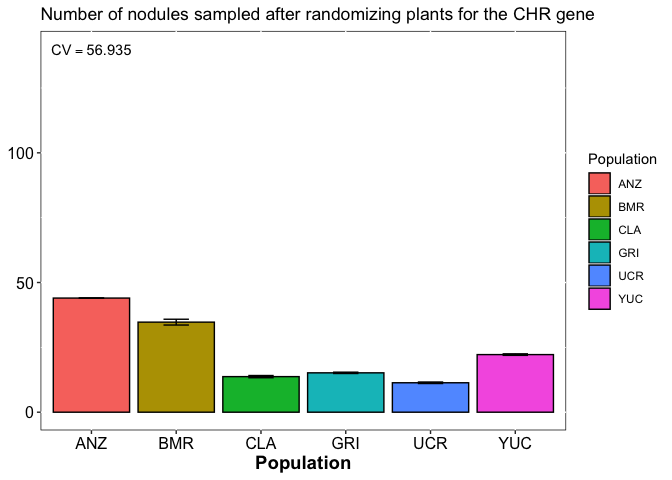 Number of nodules sampled after randomizing plants for the CHR gene
CV = 56.935
100
50
0
ANZ BMR CLA GRI UCR YUC
Population
Population
ANZ
BMR
CLA
GRI
UCR
YUC